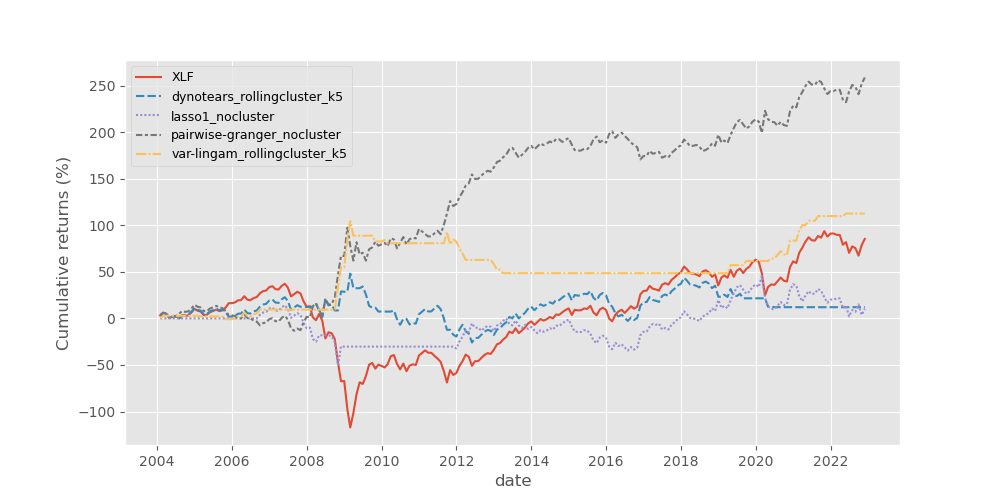 XLF
dynotears_rollingcluster_k5
lasso1_nocluster
pairwise-granger_nocluster
var-lingam_rollingcluster_k5
Cumulative returns (%)
250
200
150
100
50
0
−50
−100
2004 2006 2008 2010 2012 2014 2016 2018 2020 2022
date